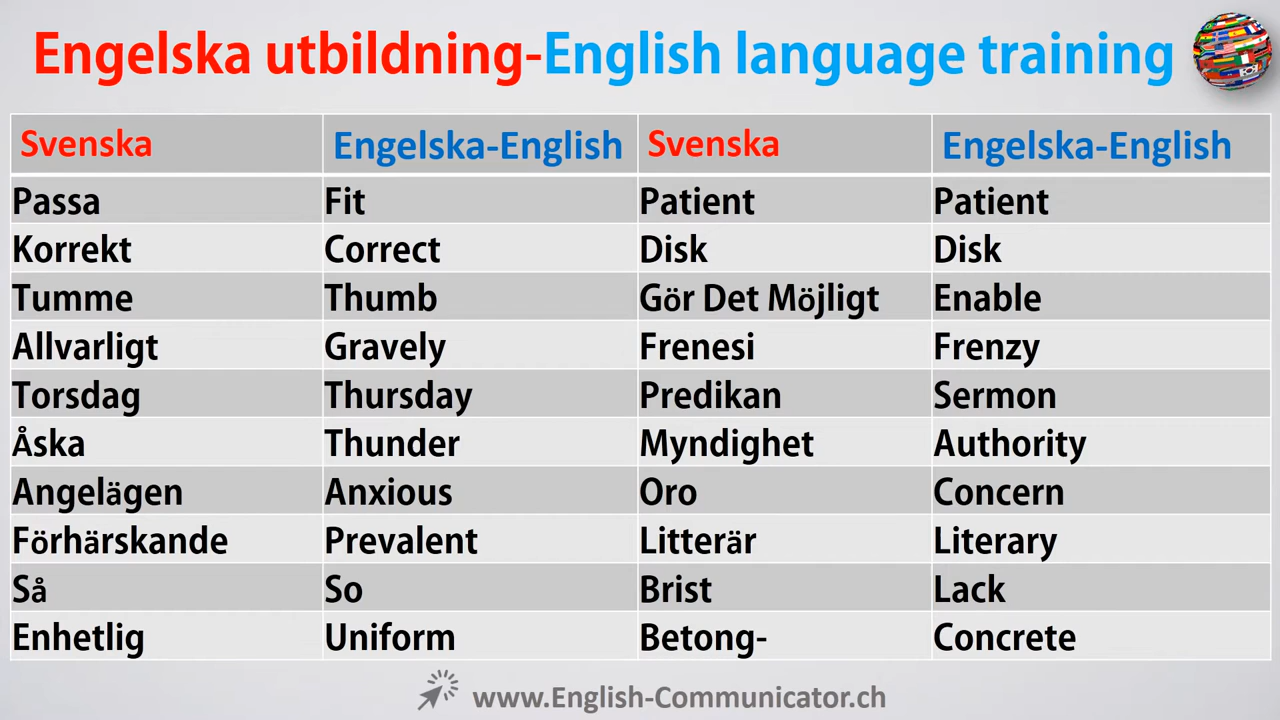 Engelska utbildning-English language training
Svenska Engelska-English Svenska Engelska-English
Passa Fit Patient Patient
Korrekt Correct Disk Disk
Tumme Thumb Gör Det Möjligt Enable
Allvarligt Gravely Frenesi Frenzy
Torsdag Thursday Predikan Sermon
Åska Thunder Myndighet Authority
Angelägen Anxious Oro Concern
Förhärskande Prevalent Litterär Literary
Så So Brist Lack
Enhetlig Uniform Betong- Concrete
www.English-Communicator.ch